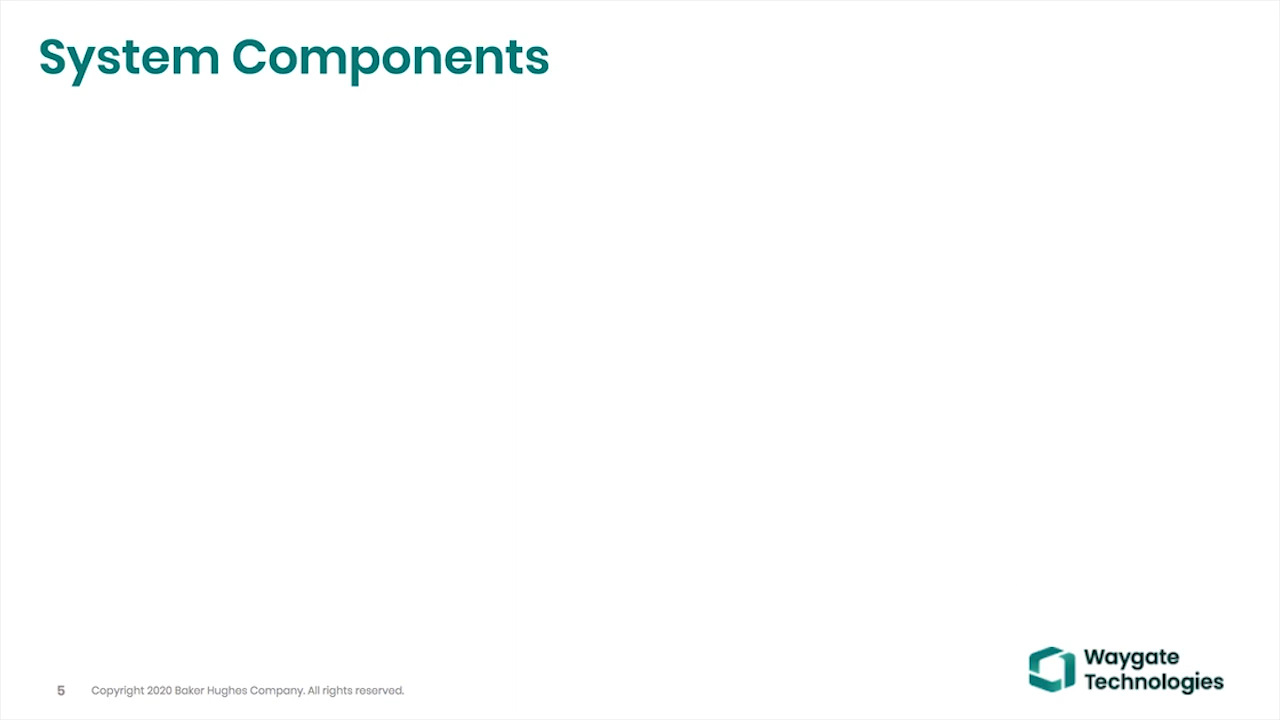 System Components
5 Copyright 2020 Baker Hughes Company. All rights reserved.
Waygate
Technologies